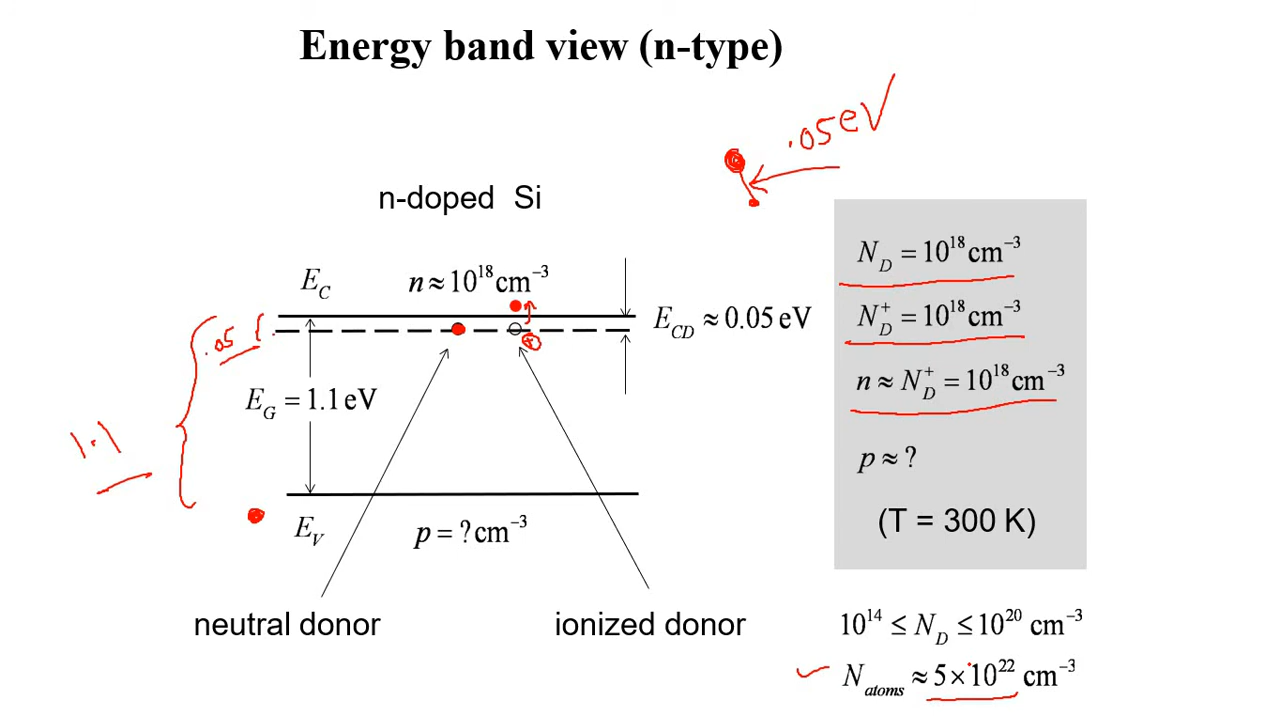 Energy band view (n-type)
.05eV
n-doped Si
E_C
n ≈ 10^18 cm^-3
E_CD ≈ 0.05 eV
.05
E_G = 1.1 eV
1.1
E_V
p = ? cm^-3
neutral donor
ionized donor
N_D = 10^18 cm^-3
N_D^+ = 10^18 cm^-3
n ≈ N_D^+ = 10^18 cm^-3
p ≈ ?
(T = 300 K)
10^14 ≤ N_D ≤ 10^20 cm^-3
N_atoms ≈ 5 × 10^22 cm^-3